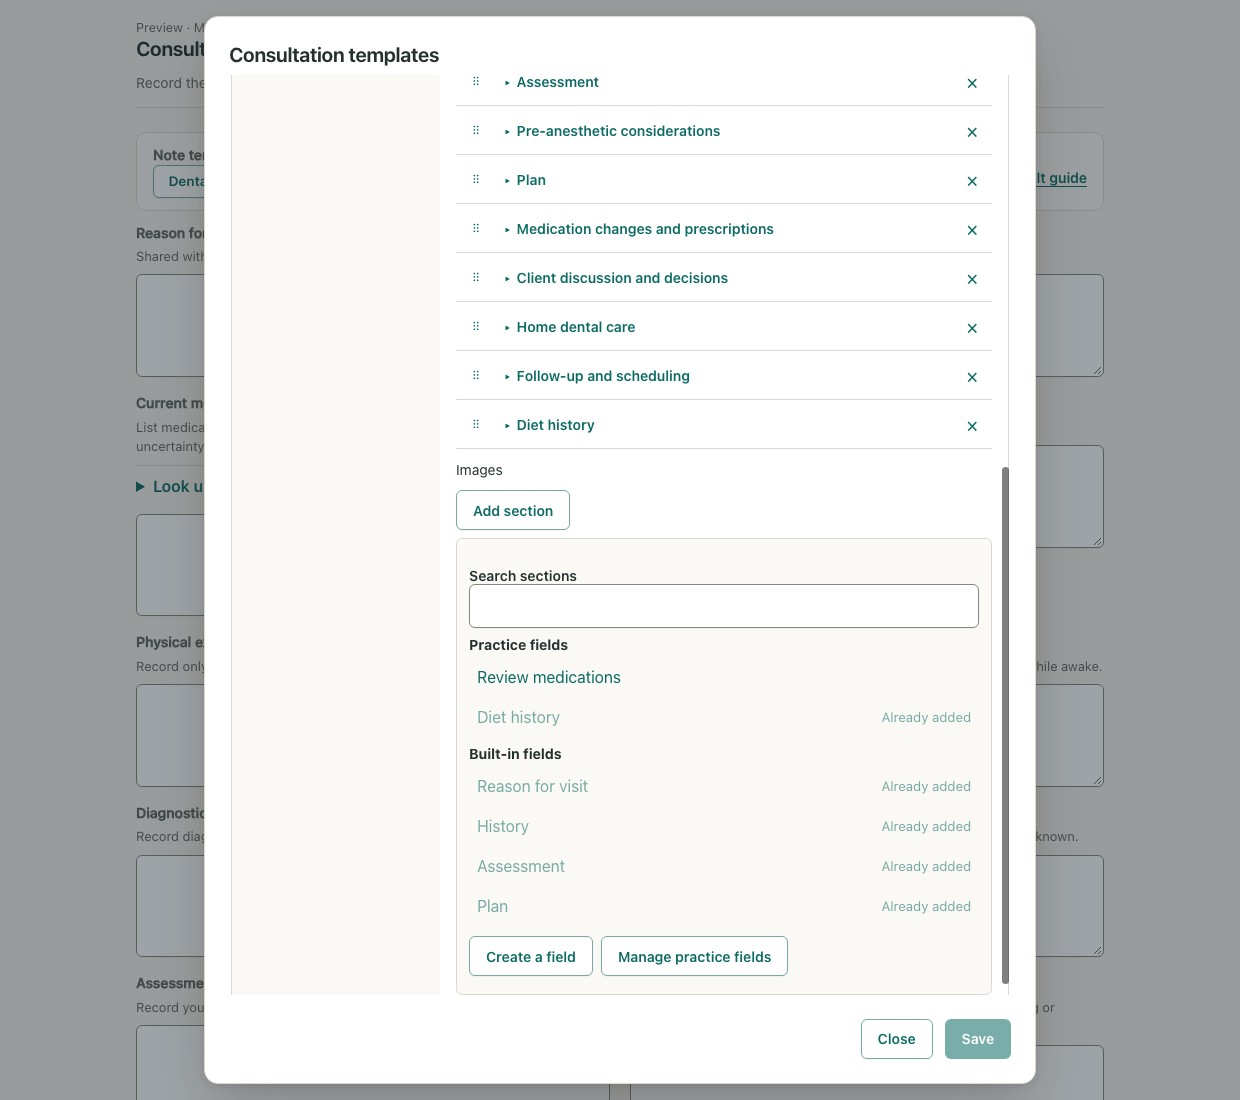 Preview · M
Consult
Record the
Note te
Denta
lt guide
Reason for
Shared with
Current m
List medica
uncertainty
Look u
Physical e
Record only
hile awake.
Diagnostic
Record diag
known.
Assessme
Record you
or
Consultation templates
Assessment
Pre-anesthetic considerations
Plan
Medication changes and prescriptions
Client discussion and decisions
Home dental care
Follow-up and scheduling
Diet history
Images
Add section
Search sections
Practice fields
Review medications
Diet history Already added
Built-in fields
Reason for visit Already added
History Already added
Assessment Already added
Plan Already added
Create a field Manage practice fields
Close Save